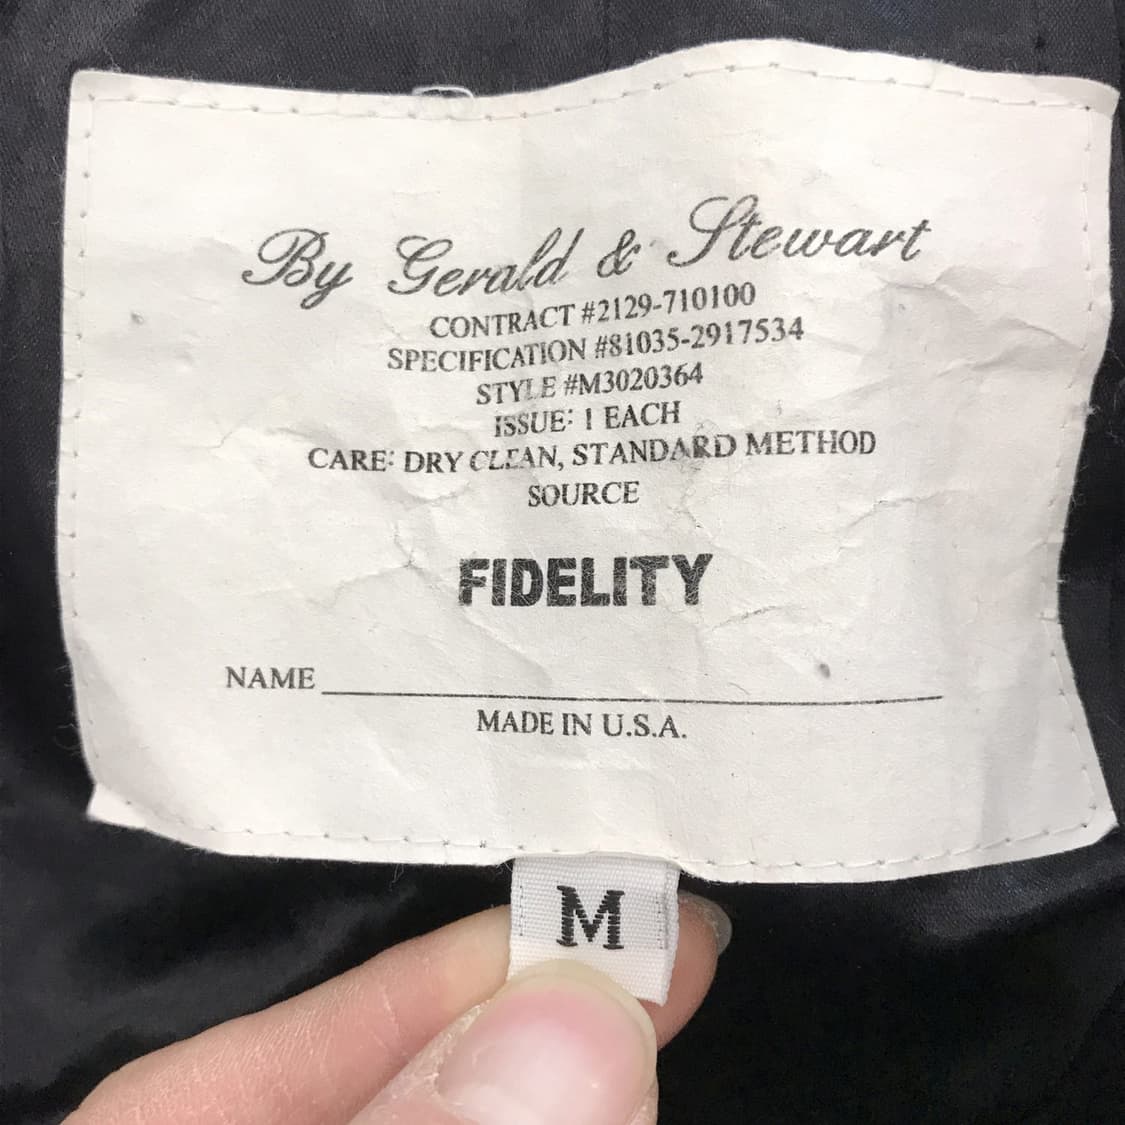 By Gerald & Stewart
CONTRACT #2129-710100
SPECIFICATION #81035-2917534
STYLE #M3020364
ISSUE: 1 EACH
CARE: DRY CLEAN, STANDARD METHOD
SOURCE
FIDELITY
NAME
MADE IN U.S.A.
M